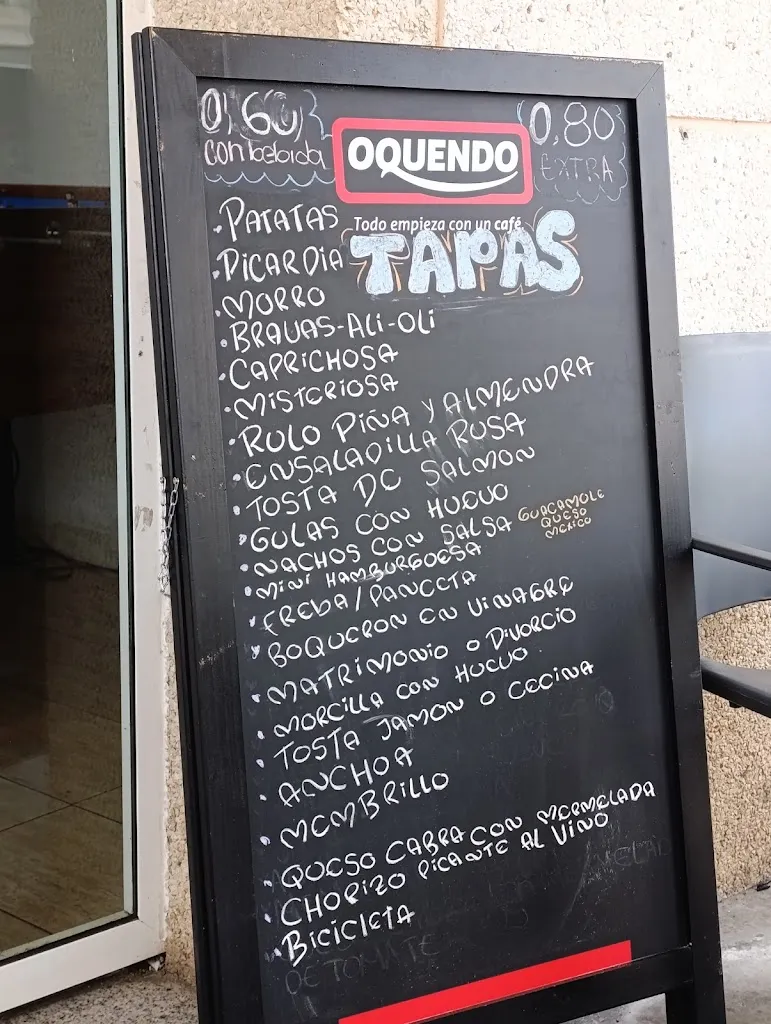 0,60
con bebida
OQUENDO
0,80
EXTRA
Todo empieza con un café
TAPAS
.PATATAS
.PICARDIA
.MORRO
.BRAVAS-ALI-OLI
.CAPRICHOSA
.MISTERIOSA
.RULO PIÑA Y ALMENDRA
.ENSALADILLA RUSA
.TOSTA DE SALMON
.GULAS CON HUEVO
.NACHOS CON SALSA GUACAMOLE
QUESO
MEXICO
.MINI HAMBURGUESA
.FREBA/PANCETA
.BOQUERON EN VINAGRE
.MATRIMONIO O DIVORCIO
.MORCILLA CON HUEVO
.TOSTA JAMON O CECINA
.ANCHOA
.MEMBRILLO
.QUESO CABRA CON MERMELADA
.CHORIZO PICANTE AL VINO
.BICICLETA
DE TOMATE